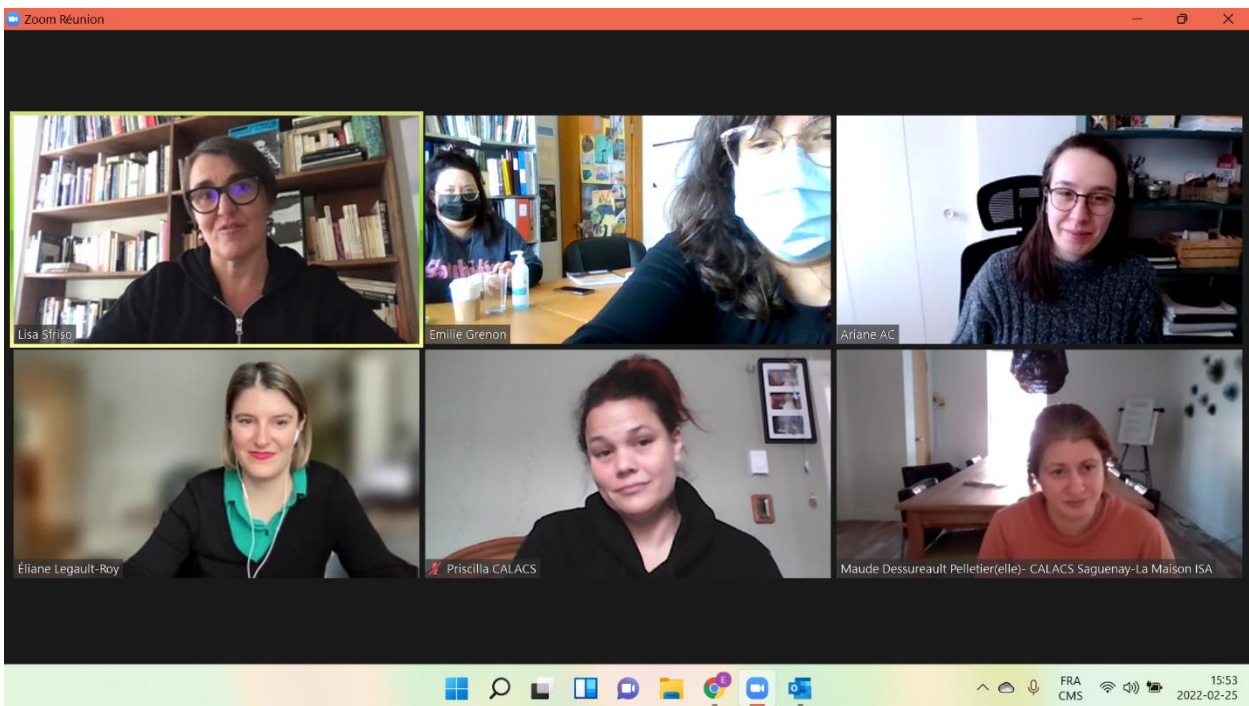 Zoom Réunion
Lisa Sfriso
Emilie Grenon
Ariane AC
Éliane Legault-Roy
Priscilla CALACS
Maude Dessureault Pelletier(elle)- CALACS Saguenay-La Maison ISA
E
FRA
CMS
15:53
2022-02-25